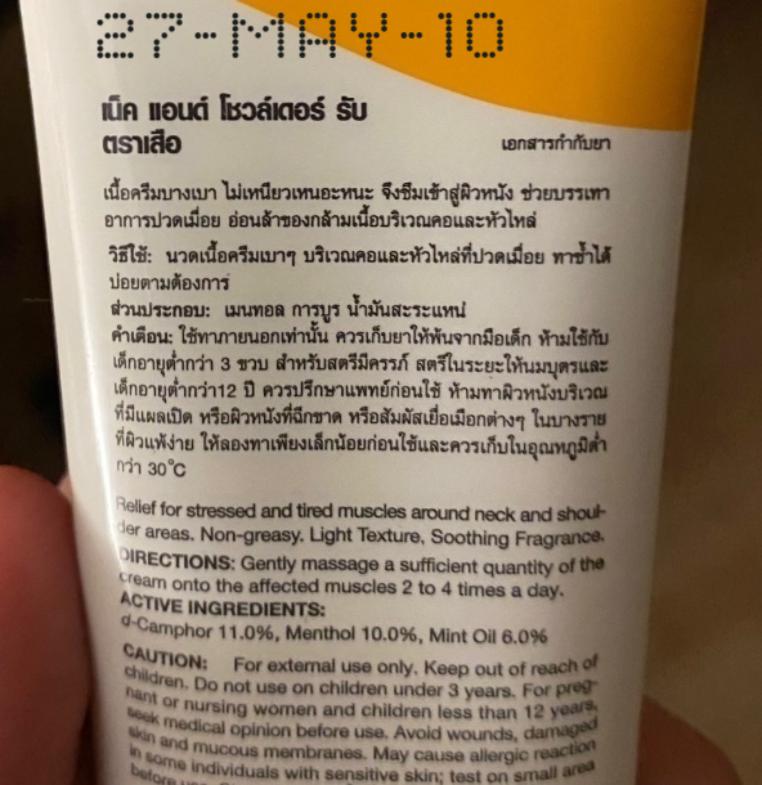 27-MAY-10
เน็ค แอนด์ โชวล์เดอร์ รับ
ตราเสือ
เอกสารกำกับยา
เนื้อครีมบางเบา ไม่เหนียวเหนอะหนะ จึงซึมเข้าสู่ผิวหนัง ช่วยบรรเทา
อาการปวดเมื่อย อ่อนล้าของกล้ามเนื้อบริเวณคอและหัวไหล่
วิธีใช้: นวดเนื้อครีมเบาๆ บริเวณคอและหัวไหล่ที่ปวดเมื่อย ทาซ้ำได้
บ่อยตามต้องการ
ส่วนประกอบ: เมนทอล การบูร น้ำมันสะระแหน่
คำเตือน: ใช้ทาภายนอกเท่านั้น ควรเก็บยาให้พ้นจากมือเด็ก ห้ามใช้กับ
เด็กอายุต่ำกว่า 3 ขวบ สำหรับสตรีมีครรภ์ สตรีในระยะให้นมบุตรและ
เด็กอายุต่ำกว่า12 ปี ควรปรึกษาแพทย์ก่อนใช้ ห้ามทาผิวหนังบริเวณ
ที่มีแผลเปิด หรือผิวหนังที่ฉีกขาด หรือสัมผัสเยื่อเมือกต่างๆ ในบางราย
ที่ผิวแพ้ง่าย ให้ลองทาเพียงเล็กน้อยก่อนใช้และควรเก็บในอุณหภูมิต่ำ
กว่า 30°C
Relief for stressed and tired muscles around neck and shoul-
der areas. Non-greasy. Light Texture, Soothing Fragrance.
DIRECTIONS: Gently massage a sufficient quantity of the
cream onto the affected muscles 2 to 4 times a day.
ACTIVE INGREDIENTS:
d-Camphor 11.0%, Menthol 10.0%, Mint Oil 6.0%
CAUTION: For external use only. Keep out of reach of
children. Do not use on children under 3 years. For preg-
nant or nursing women and children less than 12 years,
seek medical opinion before use. Avoid wounds, damaged
skin and mucous membranes. May cause allergic reaction
in some individuals with sensitive skin; test on small area
before